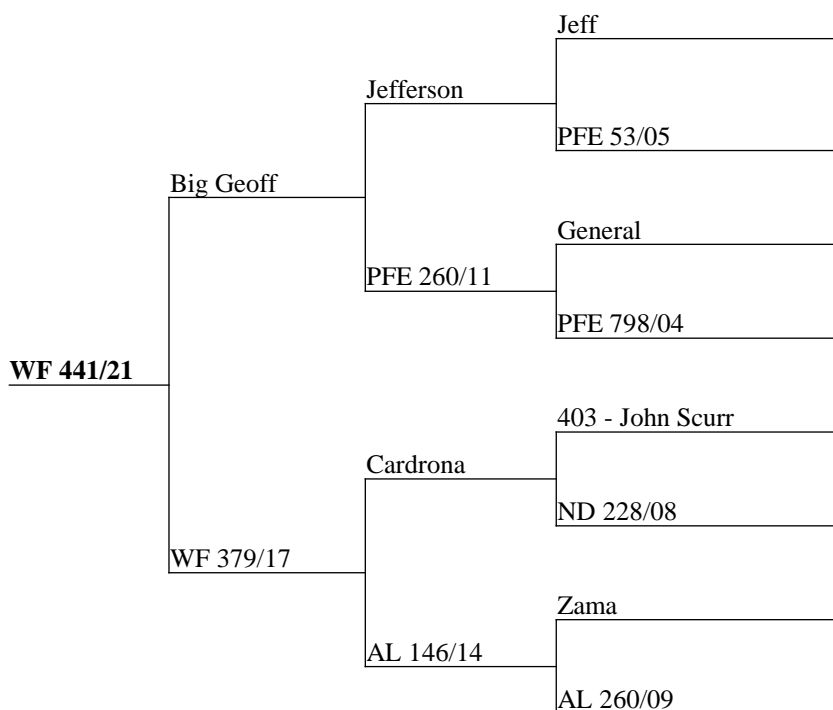 Jeff
Jefferson
PFE 53/05
Big Geoff
General
PFE 260/11
PFE 798/04
WF 441/21
403 - John Scurr
Cardrona
ND 228/08
WF 379/17
Zama
AL 146/14
AL 260/09